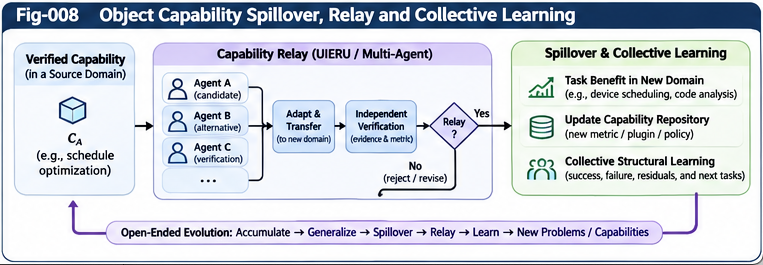 Fig-008 Object Capability Spillover, Relay and Collective Learning
Verified Capability
(in a Source Domain)
C_A
(e.g., schedule
optimization)
Capability Relay (UIERU / Multi-Agent)
Agent A
(candidate)
Agent B
(alternative)
Agent C
(verification)
...
Adapt &
Transfer
(to new domain)
Independent
Verification
(evidence & metric)
Relay
?
Yes
No
(reject / revise)
Spillover & Collective Learning
Task Benefit in New Domain
(e.g., device scheduling, code analysis)
Update Capability Repository
(new metric / plugin / policy)
Collective Structural Learning
(success, failure, residuals, and next tasks)
Open-Ended Evolution: Accumulate → Generalize → Spillover → Relay → Learn → New Problems / Capabilities